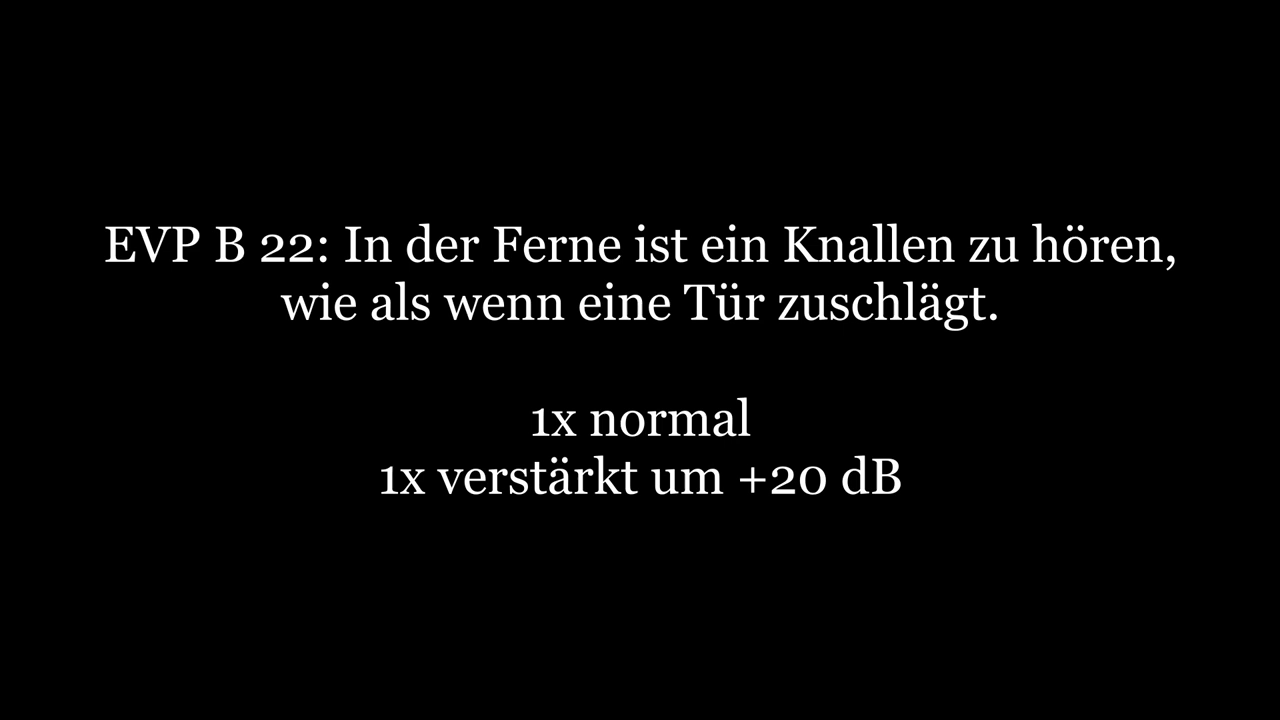 EVP B 22: In der Ferne ist ein Knallen zu hören,
wie als wenn eine Tür zuschlägt.
1x normal
1x verstärkt um +20 dB